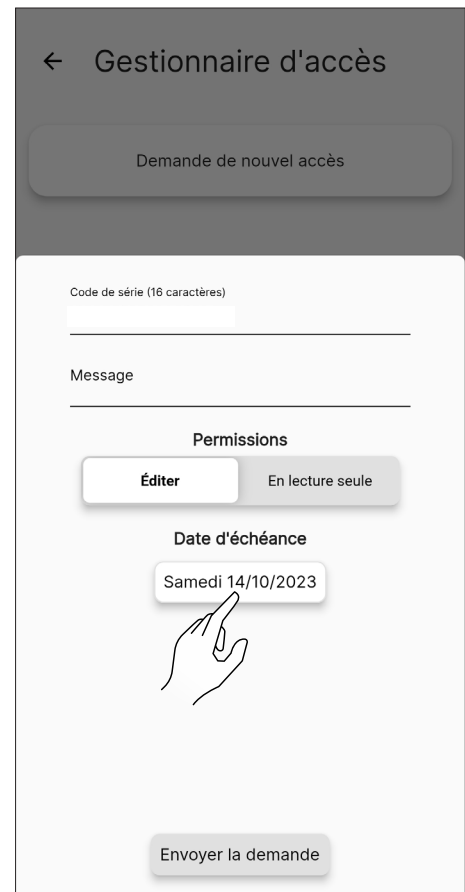 Gestionnaire d'accès
Demande de nouvel accès
Code de série (16 caractères)
Message
Permissions
Éditer
En lecture seule
Date d'échéance
Samedi 14/10/2023
Envoyer la demande